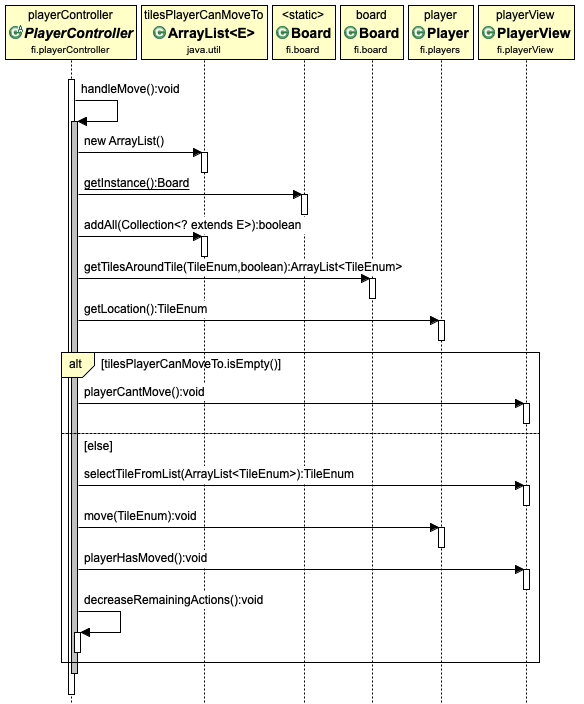 playerController tilesPlayerCanMoveTo <static> board player playerView
PlayerController ArrayList<E> Board Board Player PlayerView
fi.playerController java.util fi.board fi.board fi.players fi.playerView
handleMove():void
new ArrayList()
getInstance():Board
addAll(Collection<? extends E>):boolean
getTilesAroundTile(TileEnum,boolean):ArrayList<TileEnum>
getLocation():TileEnum
alt [tilesPlayerCanMoveTo.isEmpty()]
playerCantMove():void
[else]
selectTileFromList(ArrayList<TileEnum>):TileEnum
move(TileEnum):void
playerHasMoved():void
decreaseRemainingActions():void